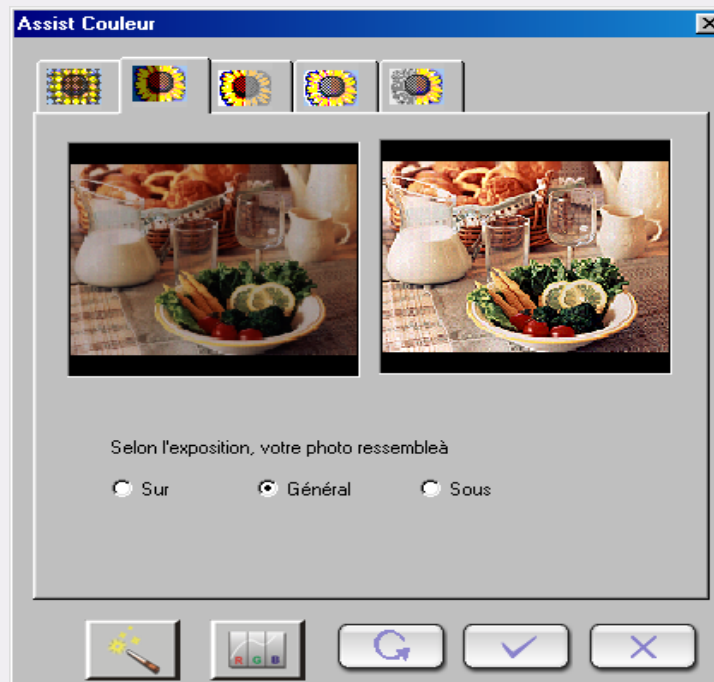 Assist Couleur
Selon l'exposition, votre photo ressembleà
Sur Général Sous
R G B